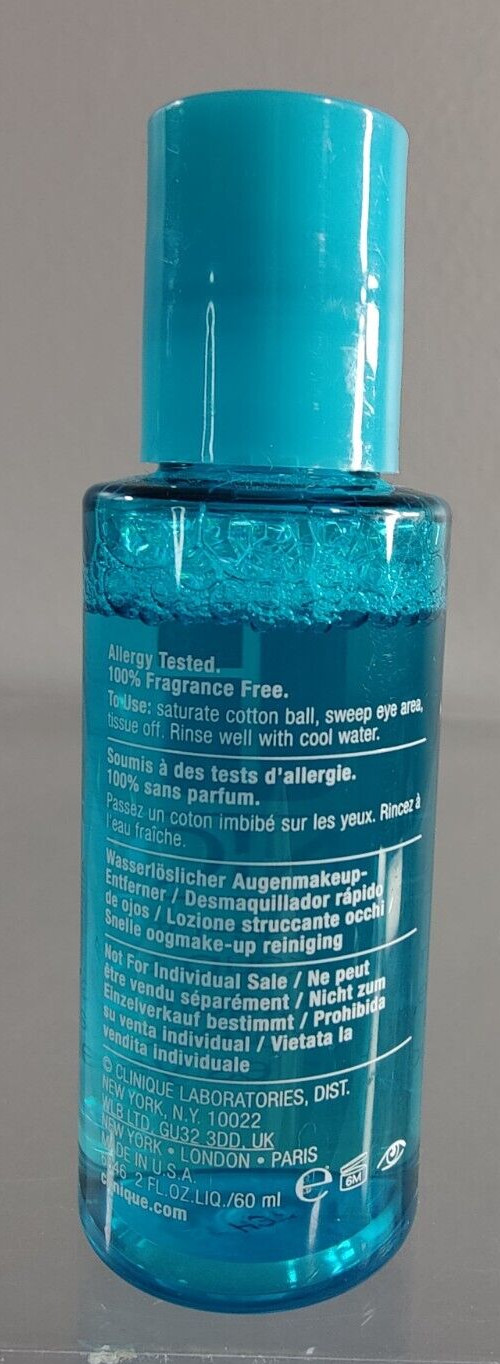 Allergy Tested.
100% Fragrance Free.
To Use: saturate cotton ball, sweep eye area,
tissue off. Rinse well with cool water.
Soumis à des tests d'allergie.
100% sans parfum.
Passez un coton imbibé sur les yeux. Rincez à
l'eau fraîche.
Wasserlöslicher Augenmakeup-
Entferner / Desmaquillador rápido
de ojos / Lozione struccante occhi /
Snelle oogmake-up reiniging
Not For Individual Sale / Ne peut
être vendu séparément / Nicht zum
Einzelverkauf bestimmt / Prohibida
su venta individual / Vietata la
vendita individuale
© CLINIQUE LABORATORIES, DIST.
NEW YORK, N.Y. 10022
WLB LTD. GU32 3DD, UK
NEW YORK • LONDON • PARIS
MADE IN U.S.A.
2 FL.OZ.LIQ./60 ml e 6M
clinique.com